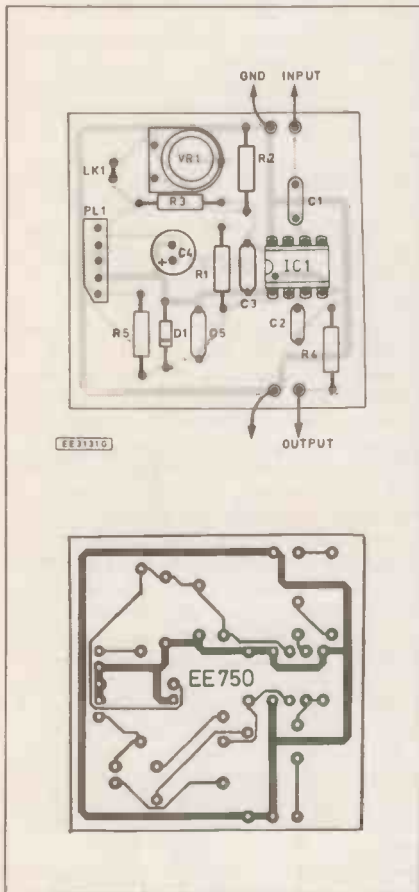 GND INPUT
VR1
R2
LK1
R3
C1
PL1
C4
+
R1
C3
IC1
R5
D1
C5
C2
R4
EE3131G
OUTPUT
EE750